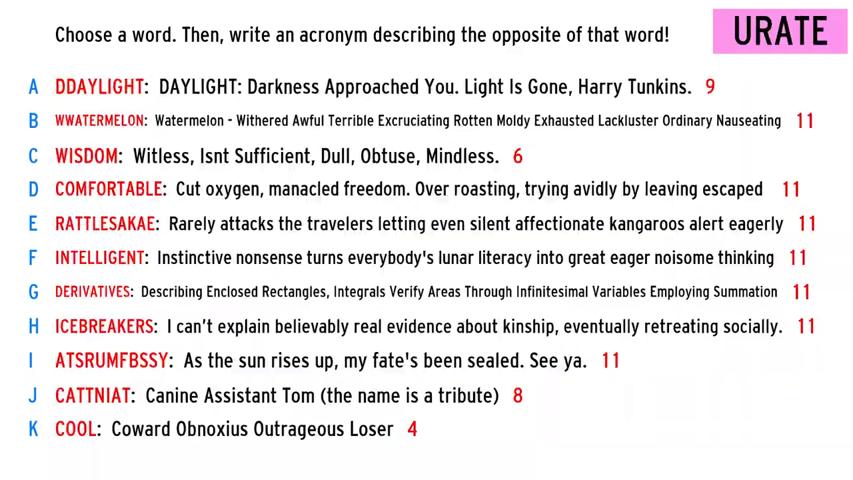 Choose a word. Then, write an acronym describing the opposite of that word!
URATE
A DDAYLIGHT: DAYLIGHT: Darkness Approached You. Light Is Gone, Harry Tunkins. 9
B WWATERMELON: Watermelon - Withered Awful Terrible Excruciating Rotten Moldy Exhausted Lackluster Ordinary Nauseating 11
C WISDOM: Witless, Isnt Sufficient, Dull, Obtuse, Mindless. 6
D COMFORTABLE: Cut oxygen, manacled freedom. Over roasting, trying avidly by leaving escaped 11
E RATTLESAKAE: Rarely attacks the travelers letting even silent affectionate kangaroos alert eagerly 11
F INTELLIGENT: Instinctive nonsense turns everybody's lunar literacy into great eager noisome thinking 11
G DERIVATIVES: Describing Enclosed Rectangles, Integrals Verify Areas Through Infinitesimal Variables Employing Summation 11
H ICEBREAKERS: I can't explain believably real evidence about kinship, eventually retreating socially. 11
I ATSRUMFBSSY: As the sun rises up, my fate's been sealed. See ya. 11
J CATTNIAT: Canine Assistant Tom (the name is a tribute) 8
K COOL: Coward Obnoxius Outrageous Loser 4